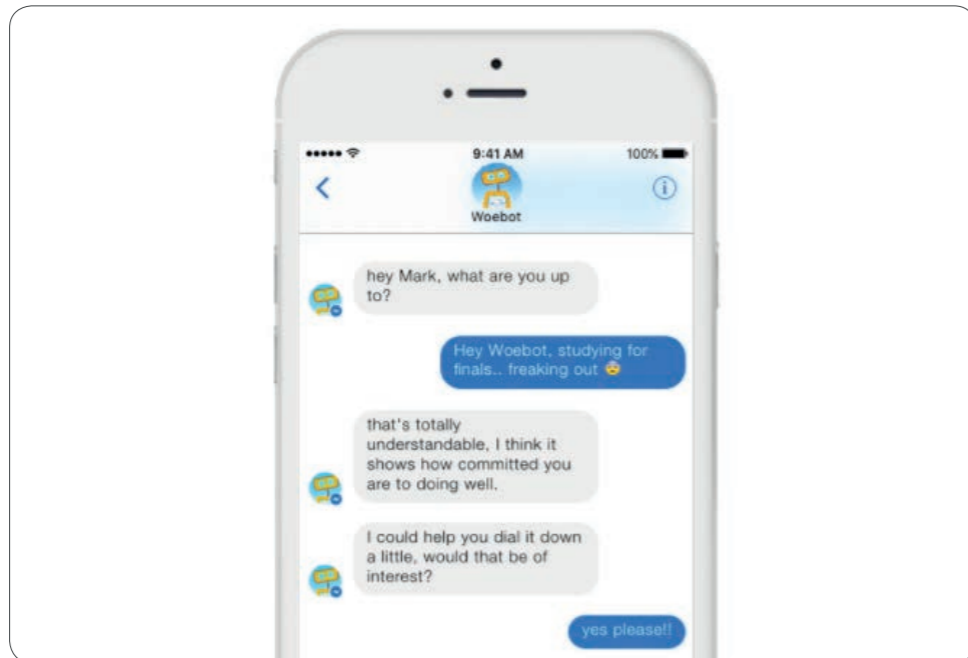 9:41 AM
100%
Woebot
hey Mark, what are you up
to?
Hey Woebot, studying for
finals.. freaking out 😨
that's totally
understandable, I think it
shows how committed you
are to doing well.
I could help you dial it down
a little, would that be of
interest?
yes please!!